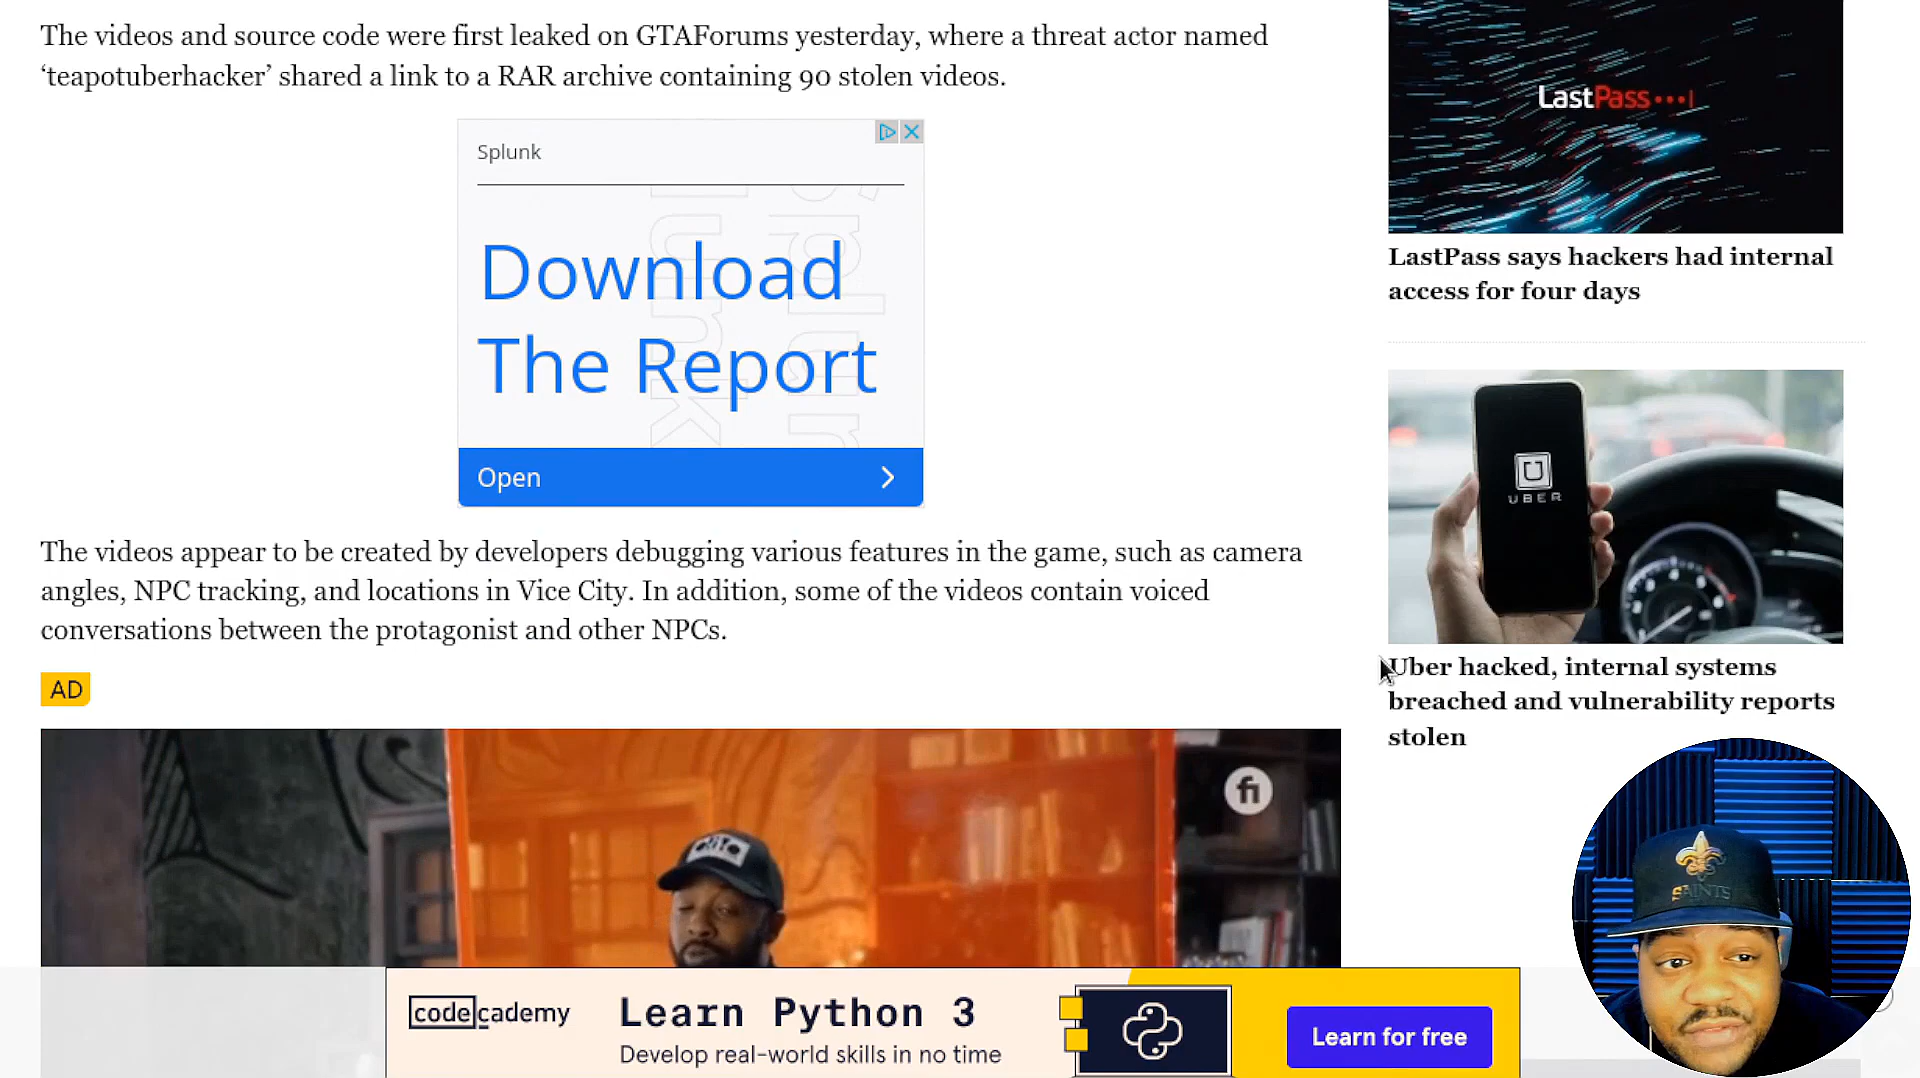 The videos and source code were first leaked on GTAForums yesterday, where a threat actor named
‘teapotuberhacker’ shared a link to a RAR archive containing 90 stolen videos.
Splunk
Download
The Report
Open
The videos appear to be created by developers debugging various features in the game, such as camera
angles, NPC tracking, and locations in Vice City. In addition, some of the videos contain voiced
conversations between the protagonist and other NPCs.
AD
fi
codecademy
Learn Python 3
Develop real-world skills in no time
Learn for free
LastPass
LastPass says hackers had internal
access for four days
UBER
Uber hacked, internal systems
breached and vulnerability reports
stolen
SAINTS